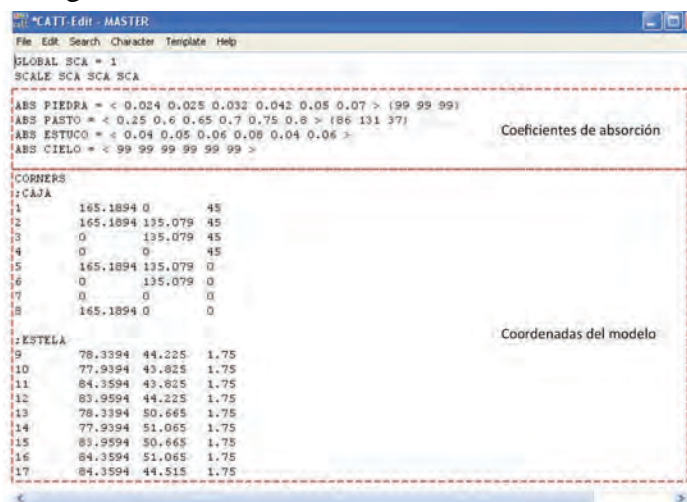 *CATT-Edit - MASTER
File Edit Search Character Template Help
GLOBAL SCA = 1
SCALE SCA SCA SCA
ABS PIEDRA = < 0.024 0.025 0.032 0.042 0.05 0.07 > (99 99 99)
ABS PASTO = < 0.25 0.6 0.65 0.7 0.75 0.8 > (86 131 37)
ABS ESTUCO = < 0.04 0.05 0.06 0.08 0.04 0.06 >
ABS CIELO = < 99 99 99 99 99 99 >
Coeficientes de absorción
CORNERS
;CAJA
1 165.1894 0 45
2 165.1894 135.079 45
3 0 135.079 45
4 0 0 45
5 165.1894 135.079 0
6 0 135.079 0
7 0 0 0
8 165.1894 0 0
;ESTELA
Coordenadas del modelo
9 78.3394 44.225 1.75
10 77.9394 43.825 1.75
11 84.3594 43.825 1.75
12 83.9594 44.225 1.75
13 78.3394 50.665 1.75
14 77.9394 51.065 1.75
15 83.9594 50.665 1.75
16 84.3594 51.065 1.75
17 84.3594 44.515 1.75